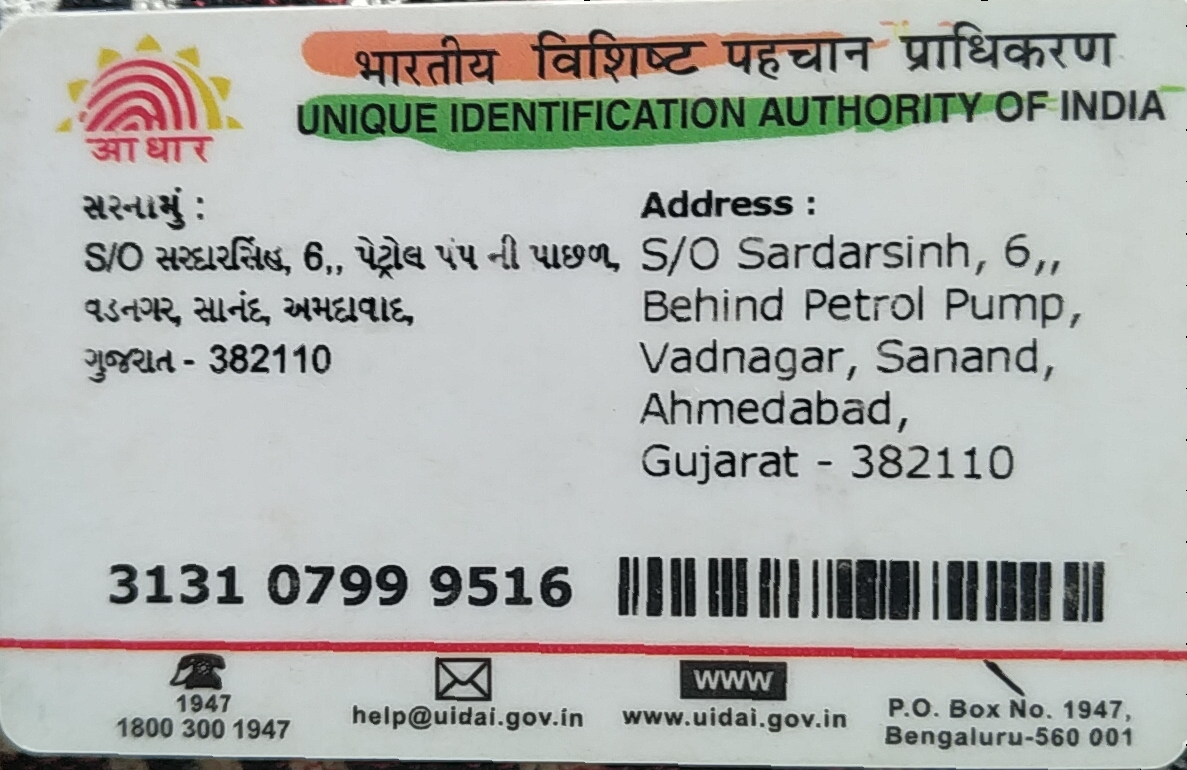 भारतीय विशिष्ट पहचान प्राधिकरण
UNIQUE IDENTIFICATION AUTHORITY OF INDIA
आधार
સરનામું :
S/O સરદારસિંહ, 6,, પેટ્રોલ પંપ ની પાછળ,
વડનગર, સાનંદ, અમદાવાદ,
ગુજરાત - 382110
Address :
S/O Sardarsinh, 6,,
Behind Petrol Pump,
Vadnagar, Sanand,
Ahmedabad,
Gujarat - 382110
3131 0799 9516
1947
1800 300 1947
help@uidai.gov.in
www
www.uidai.gov.in
P.O. Box No. 1947,
Bengaluru-560 001